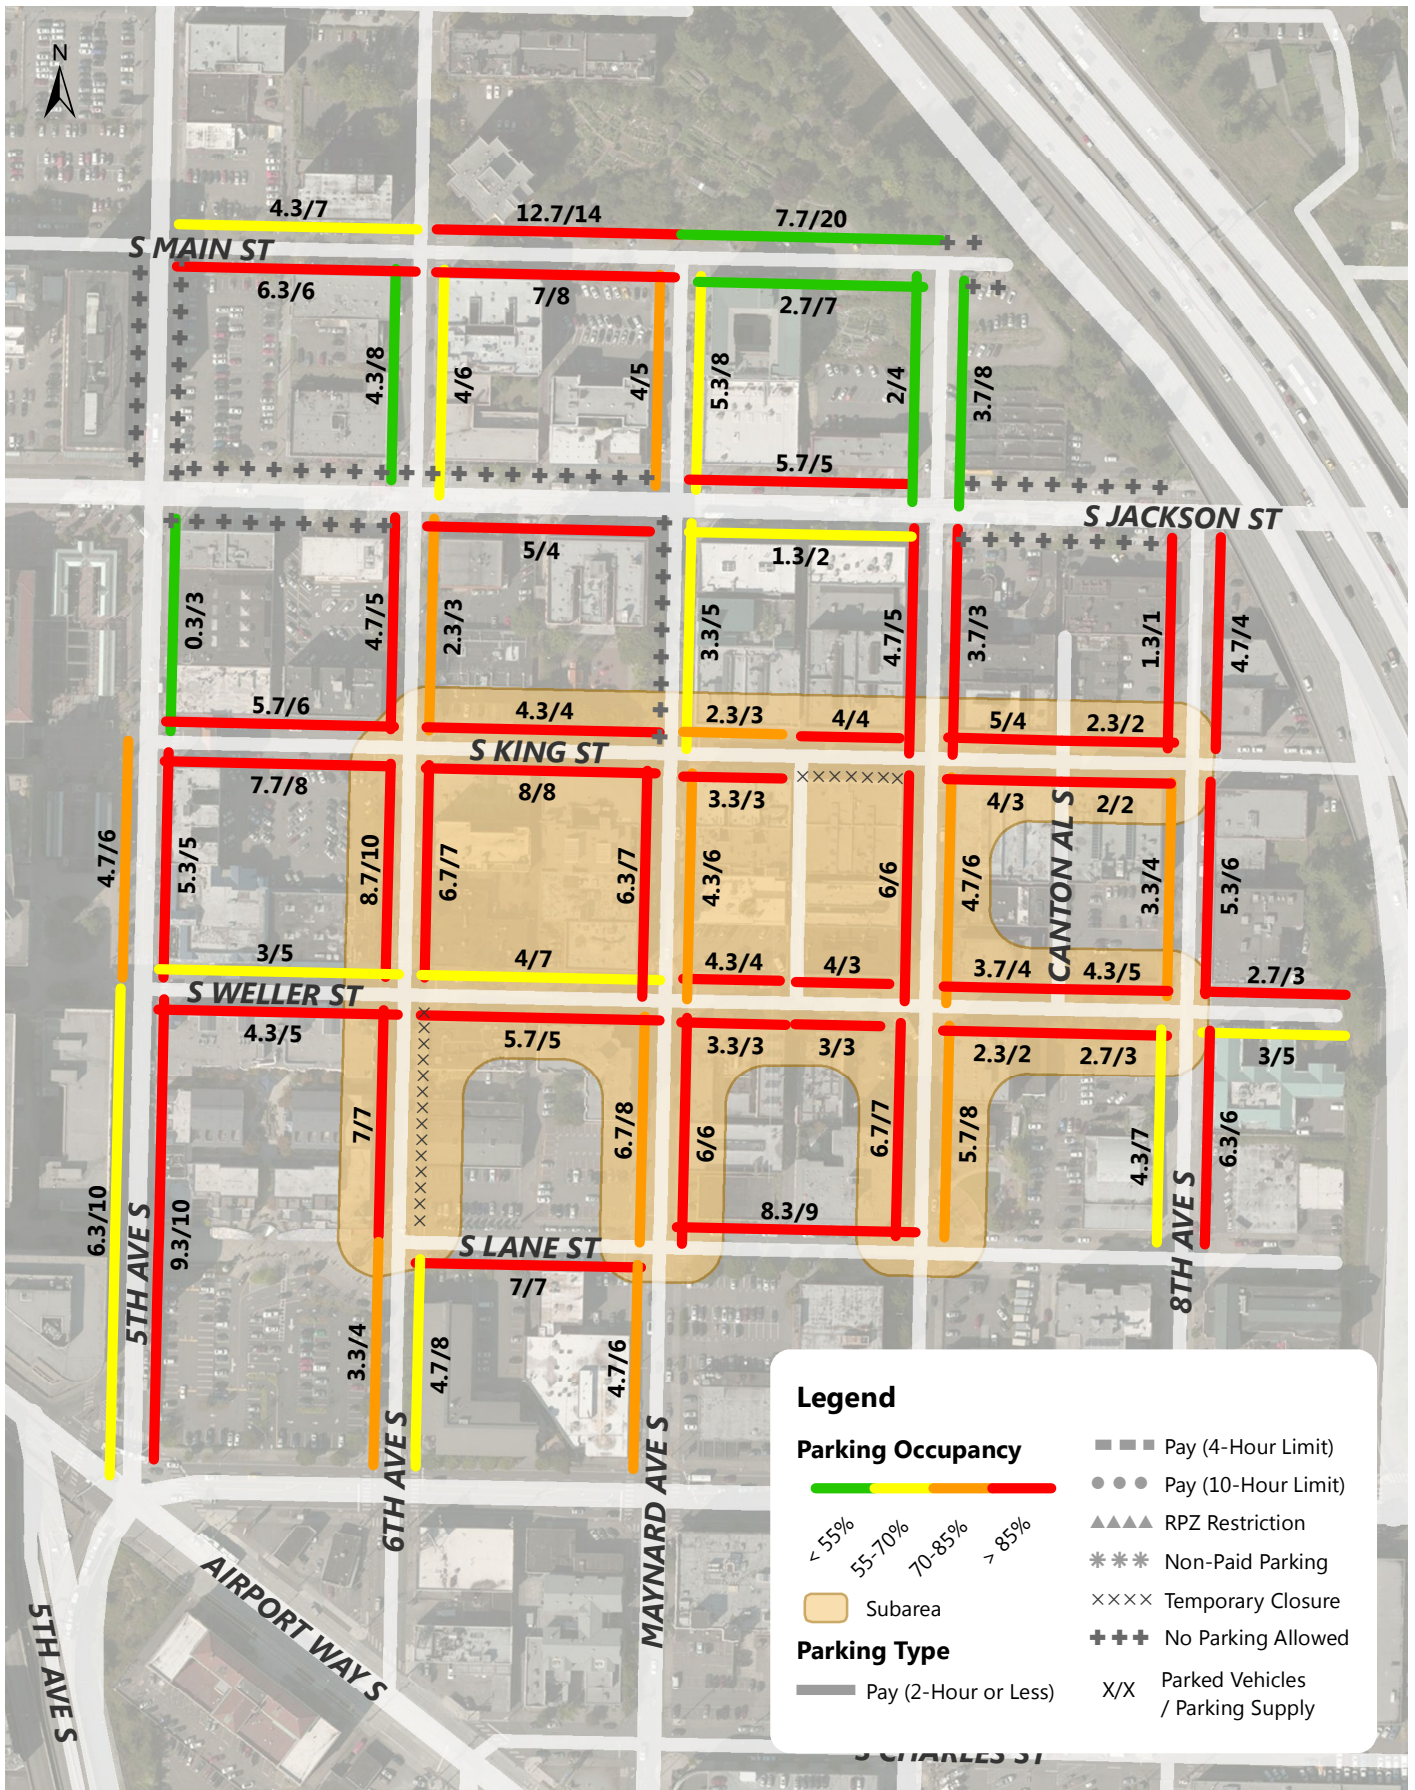 N
4.3/7
12.7/14
7.7/20
S MAIN ST
6.3/6
7/8
2.7/7
4.3/8
4/6
4/5
5.3/8
2/4
3.7/8
5.7/5
S JACKSON ST
5/4
1.3/2
0.3/3
4.7/5
2.3/3
3.3/5
4.7/5
3.7/3
1.3/1
4.7/4
5.7/6
4.3/4
2.3/3
4/4
5/4
2.3/2
S KING ST
7.7/8
8/8
3.3/3
4/3
2/2
4.7/6
5.3/5
8.7/10
6.7/7
6.3/7
4.3/6
6/6
4.7/6
CANTON AL S
3.3/4
5.3/6
3/5
4/7
4.3/4
4/3
3.7/4
4.3/5
2.7/3
S WELLER ST
4.3/5
5.7/5
3.3/3
3/3
2.3/2
2.7/3
3/5
7/7
6.7/8
6/6
6.7/7
5.7/8
4.3/7
6.3/6
6.3/10
9.3/10
8.3/9
S LANE ST
7/7
5TH AVE S
8TH AVE S
3.3/4
4.7/8
4.7/6
6TH AVE S
MAYNARD AVE S
AIRPORT WAY S
5TH AVE S
S CHARLES ST
Legend
Parking Occupancy
< 55%
55-70%
70-85%
> 85%
Subarea
Parking Type
Pay (2-Hour or Less)
Pay (4-Hour Limit)
Pay (10-Hour Limit)
RPZ Restriction
Non-Paid Parking
Temporary Closure
No Parking Allowed
X/X
Parked Vehicles
/ Parking Supply